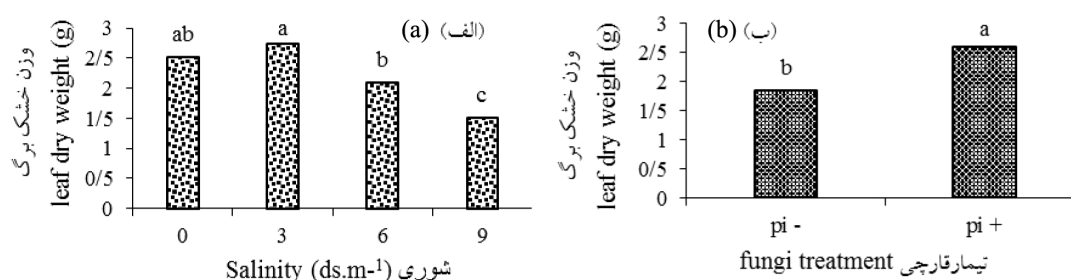 (a) (الف)
وزن خشک برگ
leaf dry weight (g)
3
2/5
2
1/5
1
0/5
0
ab
a
b
c
0 3 6 9
Salinity (ds.m-¹) شوری
(b) (ب)
وزن خشک برگ
leaf dry weight (g)
3
2/5
2
1/5
1
0/5
0
b
a
pi - pi +
fungi treatment تیمارقارچی